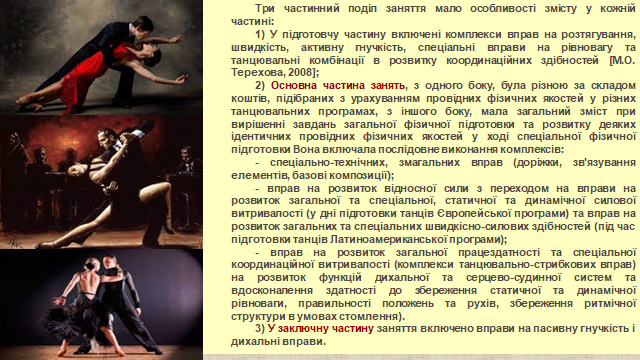 Три частинний поділ заняття мало особливості змісту у кожній
частині:
1) У підготовчу частину включені комплекси вправ на розтягування,
швидкість, активну гнучкість, спеціальні вправи на рівновагу та
танцювальні комбінації в розвитку координаційних здібностей [М.О.
Терехова, 2008];
2) Основна частина занять, з одного боку, була різною за складом
коштів, підібраних з урахуванням провідних фізичних якостей у різних
танцювальних програмах, з іншого боку, мала загальний зміст при
вирішенні завдань загальної фізичної підготовки та розвитку деяких
ідентичних провідних фізичних якостей у ході спеціальної фізичної
підготовки Вона включала послідовне виконання комплексів:
- спеціально-технічних, змагальних вправ (доріжки, зв'язування
елементів, базові композиції);
- вправ на розвиток відносної сили з переходом на вправи на
розвиток загальної та спеціальної, статичної та динамічної силової
витривалості (у дні підготовки танців Європейської програми) та вправ на
розвиток загальних та спеціальних швидкісно-силових здібностей (під час
підготовки танців Латиноамериканської програми);
- вправ на розвиток загальної працездатності та спеціальної
координаційної витривалості (комплекси танцювально-стрибкових вправ)
на розвиток функцій дихальної та серцево-судинної систем та
вдосконалення здатності до збереження статичної та динамічної
рівноваги, правильності положень та рухів, збереження ритмічної
структури в умовах стомлення).
3) У заключну частину заняття включено вправи на пасивну гнучкість і
дихальні вправи.